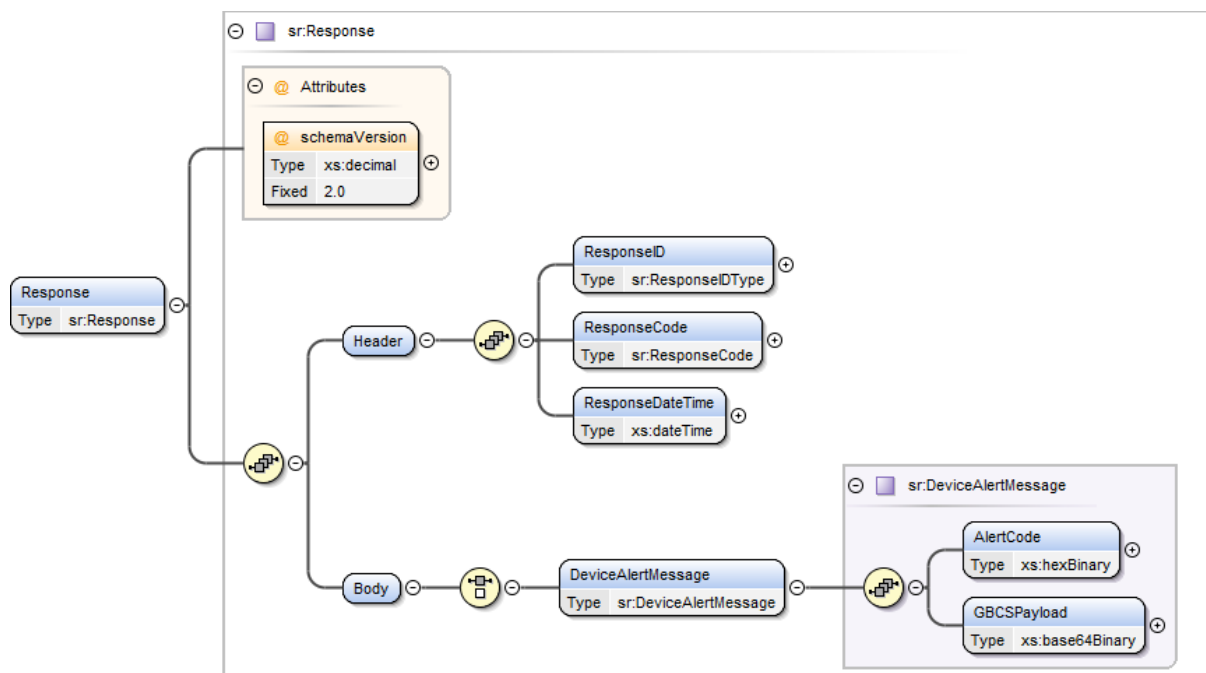 sr:Response
@ Attributes
@ schemaVersion
Type xs:decimal
Fixed 2.0
Response
Type sr:Response
Header
ResponseID
Type sr:ResponseIDType
ResponseCode
Type sr:ResponseCode
ResponseDateTime
Type xs:dateTime
Body
DeviceAlertMessage
Type sr:DeviceAlertMessage
sr:DeviceAlertMessage
AlertCode
Type xs:hexBinary
GBCSPayload
Type xs:base64Binary